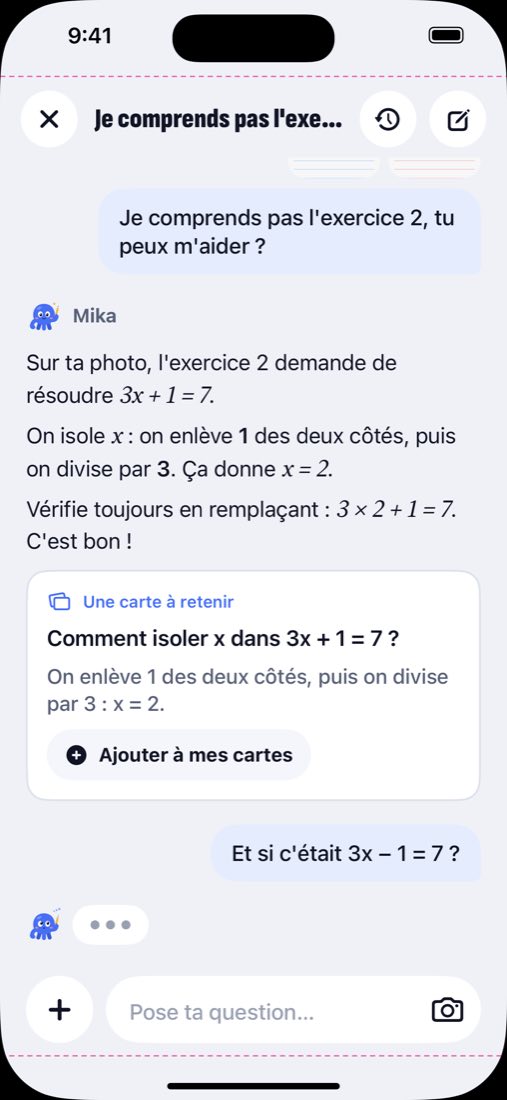 9:41
Je comprends pas l'exe...
Je comprends pas l'exercice 2, tu
peux m'aider ?
Mika
Sur ta photo, l'exercice 2 demande de
résoudre 3x + 1 = 7.
On isole x : on enlève 1 des deux côtés, puis
on divise par 3. Ça donne x = 2.
Vérifie toujours en remplaçant : 3 × 2 + 1 = 7.
C'est bon !
Une carte à retenir
Comment isoler x dans 3x + 1 = 7 ?
On enlève 1 des deux côtés, puis on divise
par 3 : x = 2.
Ajouter à mes cartes
Et si c'était 3x − 1 = 7 ?
Pose ta question...